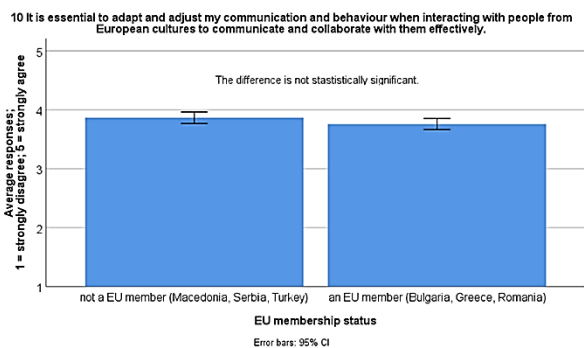 10 It is essential to adapt and adjust my communication and behaviour when interacting with people from
European cultures to communicate and collaborate with them effectively.
The difference is not stastistically significant.
Average responses;
1 = strongly disagree; 5 = strongly agree
5
4
3
2
1
not a EU member (Macedonia, Serbia, Turkey)
an EU member (Bulgaria, Greece, Romania)
EU membership status
Error bars: 95% CI